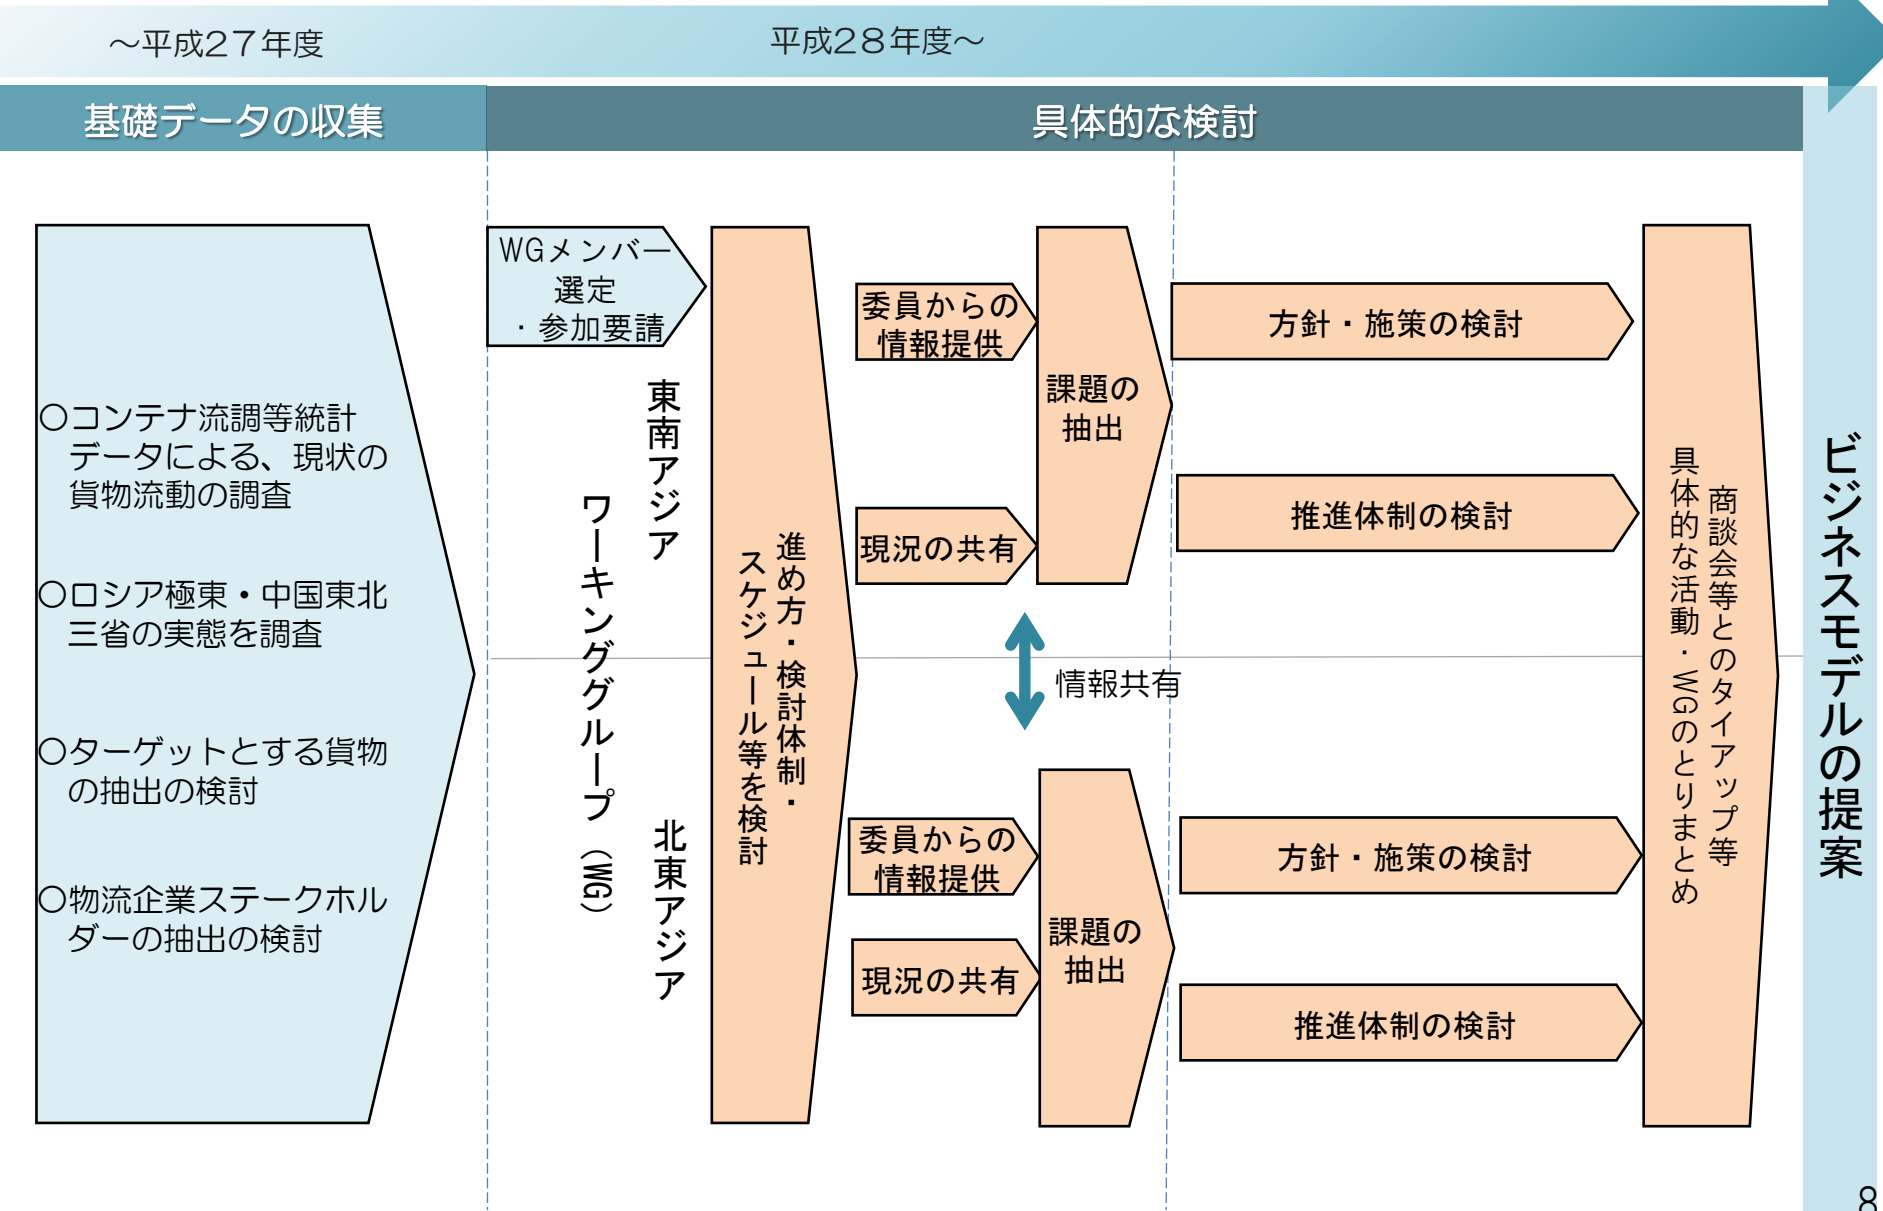 ～平成２７年度
平成２８年度～
基礎データの収集
具体的な検討
〇コンテナ流調等統計
データによる、現状の
貨物流動の調査
〇ロシア極東・中国東北
三省の実態を調査
〇ターゲットとする貨物
の抽出の検討
〇物流企業ステークホル
ダーの抽出の検討
WGメンバー
選定
・参加要請
東南アジア
ワーキンググループ（WG）
北東アジア
進め方・検討体制・
スケジュール等を検討
委員からの
情報提供
現況の共有
課題の
抽出
方針・施策の検討
推進体制の検討
情報共有
委員からの
情報提供
現況の共有
課題の
抽出
方針・施策の検討
推進体制の検討
商談会等とのタイアップ等
具体的な活動・WGのとりまとめ
ビジネスモデルの提案
8